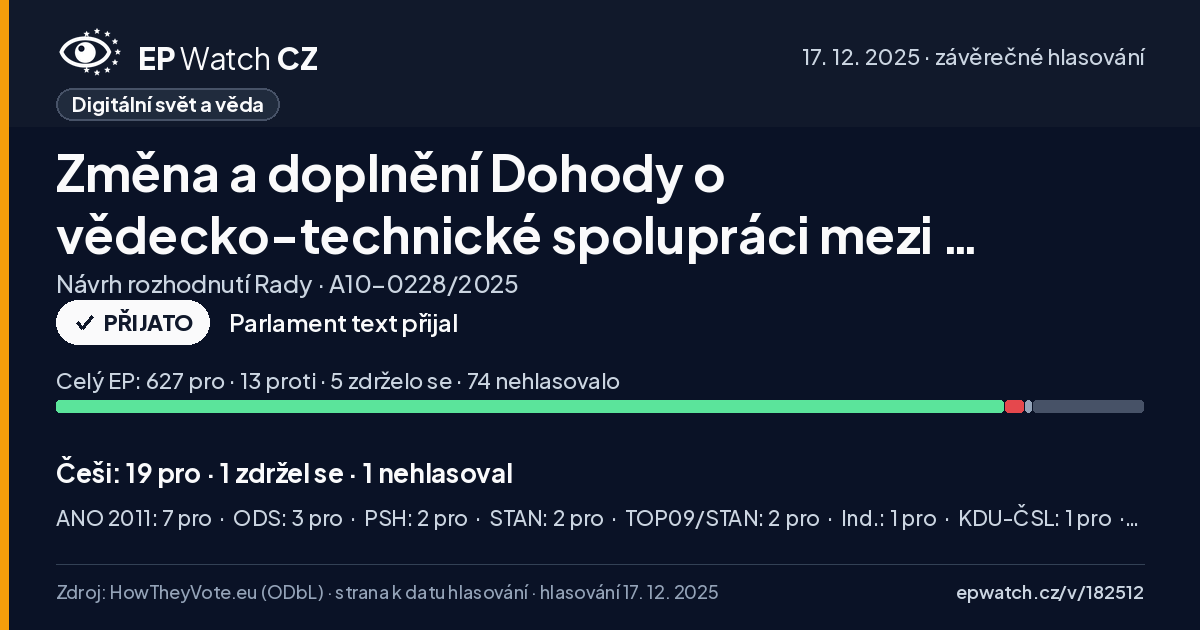 EP Watch CZ
17. 12. 2025 · závěrečné hlasování
Digitální svět a věda
Změna a doplnění Dohody o
vědecko-technické spolupráci mezi ...
Návrh rozhodnutí Rady · A10-0228/2025
✓ PŘIJATO Parlament text přijal
Celý EP: 627 pro · 13 proti · 5 zdrželo se · 74 nehlasovalo
Češi: 19 pro · 1 zdržel se · 1 nehlasoval
ANO 2011: 7 pro · ODS: 3 pro · PSH: 2 pro · STAN: 2 pro · TOP09/STAN: 2 pro · Ind.: 1 pro · KDU-ČSL: 1 pro ·...
Zdroj: HowTheyVote.eu (ODbL) · strana k datu hlasování · hlasování 17. 12. 2025
epwatch.cz/v/182512